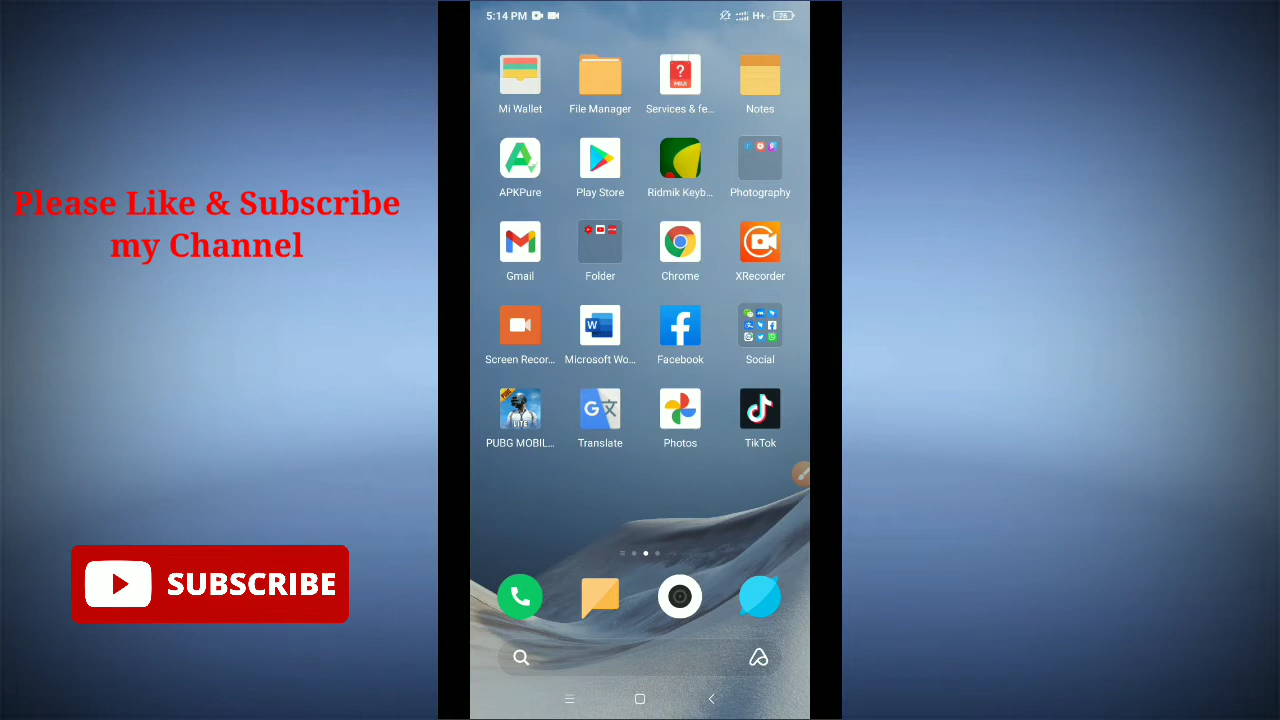 Please Like & Subscribe
my Channel
SUBSCRIBE
5:14 PM
H+
76
Mi Wallet
File Manager
Services & fe...
Notes
APKPure
Play Store
Ridmik Keyb...
Photography
Gmail
Folder
Chrome
XRecorder
Screen Recor...
Microsoft Wo...
Facebook
Social
PUBG MOBIL...
Translate
Photos
TikTok